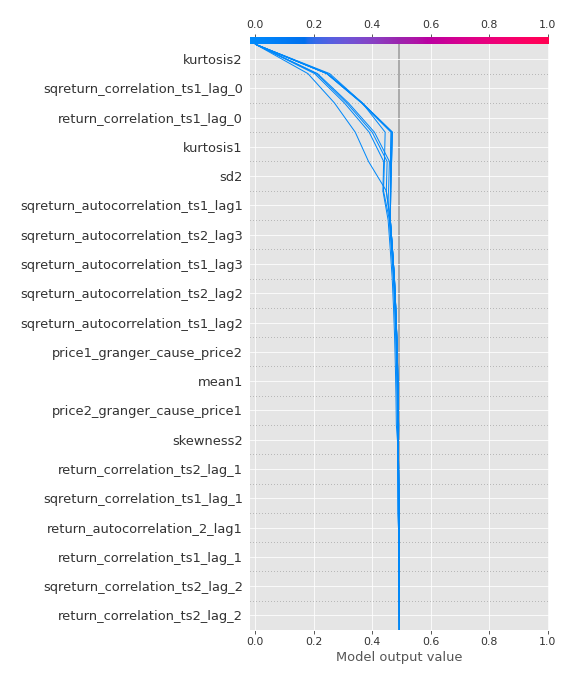 0.0 0.2 0.4 0.6 0.8 1.0
kurtosis2
sqreturn_correlation_ts1_lag_0
return_correlation_ts1_lag_0
kurtosis1
sd2
sqreturn_autocorrelation_ts1_lag1
sqreturn_autocorrelation_ts2_lag3
sqreturn_autocorrelation_ts1_lag3
sqreturn_autocorrelation_ts2_lag2
sqreturn_autocorrelation_ts1_lag2
price1_granger_cause_price2
mean1
price2_granger_cause_price1
skewness2
return_correlation_ts2_lag_1
sqreturn_correlation_ts1_lag_1
return_autocorrelation_2_lag1
return_correlation_ts1_lag_1
sqreturn_correlation_ts2_lag_2
return_correlation_ts2_lag_2
0.0 0.2 0.4 0.6 0.8 1.0
Model output value